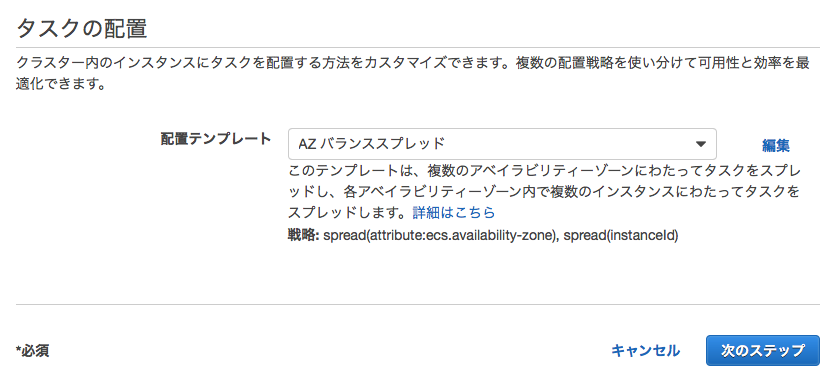 タスクの配置
クラスター内のインスタンスにタスクを配置する方法をカスタマイズできます。複数の配置戦略を使い分けて可用性と効率を最
適化できます。
配置テンプレート
AZ バランススプレッド
編集
このテンプレートは、複数のアベイラビリティーゾーンにわたってタスクをスプレ
ッドし、各アベイラビリティーゾーン内で複数のインスタンスにわたってタスクを
スプレッドします。詳細はこちら
戦略: spread(attribute:ecs.availability-zone), spread(instanceId)
*必須
キャンセル
次のステップ